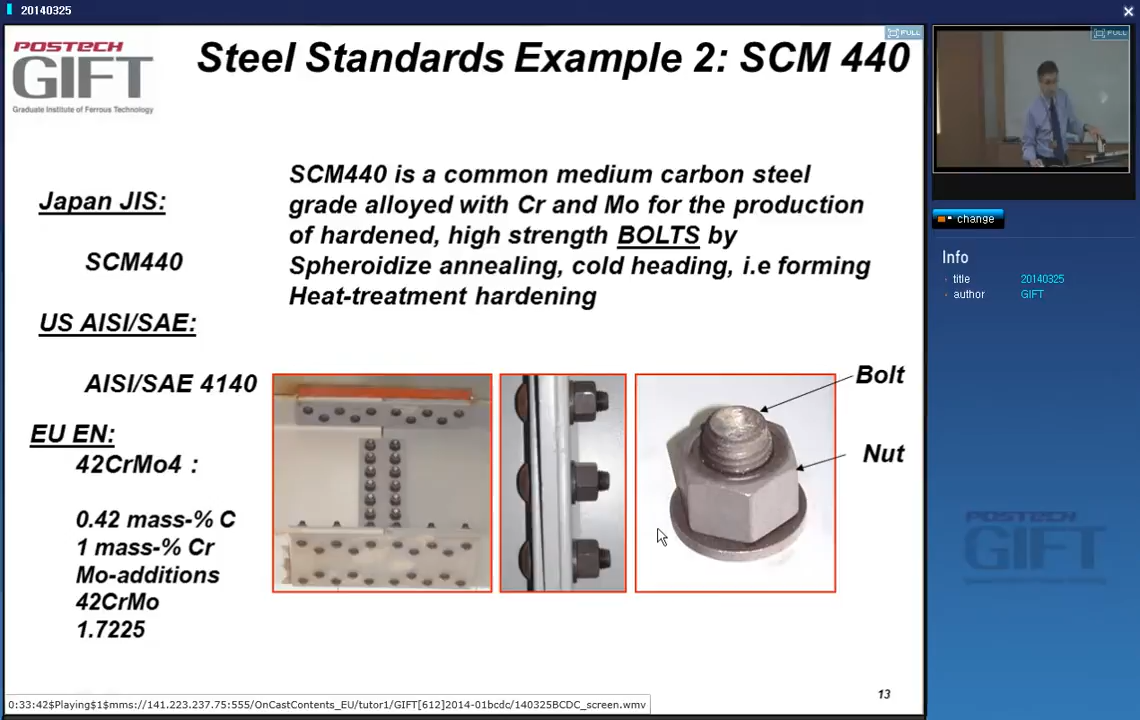 20140325
POSTECH
GIFT
Graduate Institute of Ferrous Technology
Steel Standards Example 2: SCM 440
FULL
Japan JIS:
SCM440
US AISI/SAE:
AISI/SAE 4140
EU EN:
42CrMo4 :
0.42 mass-% C
1 mass-% Cr
Mo-additions
42CrMo
1.7225
SCM440 is a common medium carbon steel
grade alloyed with Cr and Mo for the production
of hardened, high strength BOLTS by
Spheroidize annealing, cold heading, i.e forming
Heat-treatment hardening
Bolt
Nut
13
0:33:42$Playing$1$mms://141.223.237.75:555/OnCastContents_EU/tutor1/GIFT[612]2014-01bcdc/140325BCDC_screen.wmv
FULL
change
Info
title 20140325
author GIFT
POSTECH
GIFT